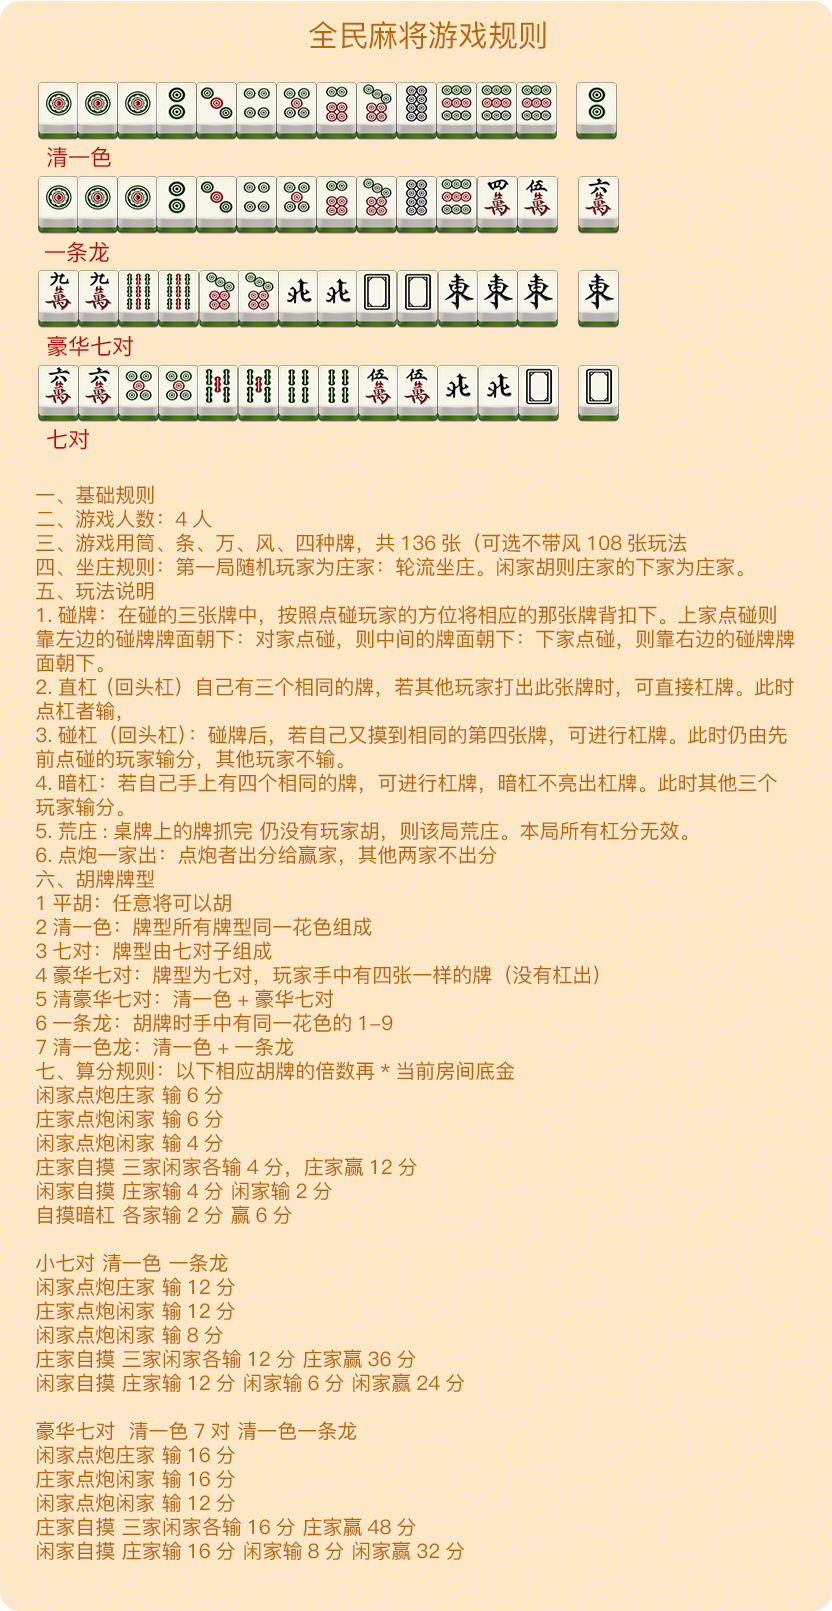 全民麻将游戏规则
清一色
四萬 伍萬 六萬
一条龙
九萬 九萬 北 北 東 東 東 東
豪华七对
六萬 六萬 伍萬 伍萬 北 北
七对
一、基础规则
二、游戏人数：4 人
三、游戏用筒、条、万、风、四种牌，共 136 张（可选不带风 108 张玩法
四、坐庄规则：第一局随机玩家为庄家：轮流坐庄。闲家胡则庄家的下家为庄家。
五、玩法说明
1. 碰牌：在碰的三张牌中，按照点碰玩家的方位将相应的那张牌背扣下。上家点碰则
靠左边的碰牌牌面朝下：对家点碰，则中间的牌面朝下：下家点碰，则靠右边的碰牌牌
面朝下。
2. 直杠（回头杠）自己有三个相同的牌，若其他玩家打出此张牌时，可直接杠牌。此时
点杠者输，
3. 碰杠（回头杠）：碰牌后，若自己又摸到相同的第四张牌，可进行杠牌。此时仍由先
前点碰的玩家输分，其他玩家不输。
4. 暗杠：若自己手上有四个相同的牌，可进行杠牌，暗杠不亮出杠牌。此时其他三个
玩家输分。
5. 荒庄 : 桌牌上的牌抓完 仍没有玩家胡，则该局荒庄。本局所有杠分无效。
6. 点炮一家出：点炮者出分给赢家，其他两家不出分
六、胡牌牌型
1 平胡：任意将可以胡
2 清一色：牌型所有牌型同一花色组成
3 七对：牌型由七对子组成
4 豪华七对：牌型为七对，玩家手中有四张一样的牌（没有杠出）
5 清豪华七对：清一色 + 豪华七对
6 一条龙：胡牌时手中有同一花色的 1-9
7 清一色龙：清一色 + 一条龙
七、算分规则：以下相应胡牌的倍数再 * 当前房间底金
闲家点炮庄家 输 6 分
庄家点炮闲家 输 6 分
闲家点炮闲家 输 4 分
庄家自摸 三家闲家各输 4 分，庄家赢 12 分
闲家自摸 庄家输 4 分 闲家输 2 分
自摸暗杠 各家输 2 分 赢 6 分
小七对 清一色 一条龙
闲家点炮庄家 输 12 分
庄家点炮闲家 输 12 分
闲家点炮闲家 输 8 分
庄家自摸 三家闲家各输 12 分 庄家赢 36 分
闲家自摸 庄家输 12 分 闲家输 6 分 闲家赢 24 分
豪华七对 清一色 7 对 清一色一条龙
闲家点炮庄家 输 16 分
庄家点炮闲家 输 16 分
闲家点炮闲家 输 12 分
庄家自摸 三家闲家各输 16 分 庄家赢 48 分
闲家自摸 庄家输 16 分 闲家输 8 分 闲家赢 32 分